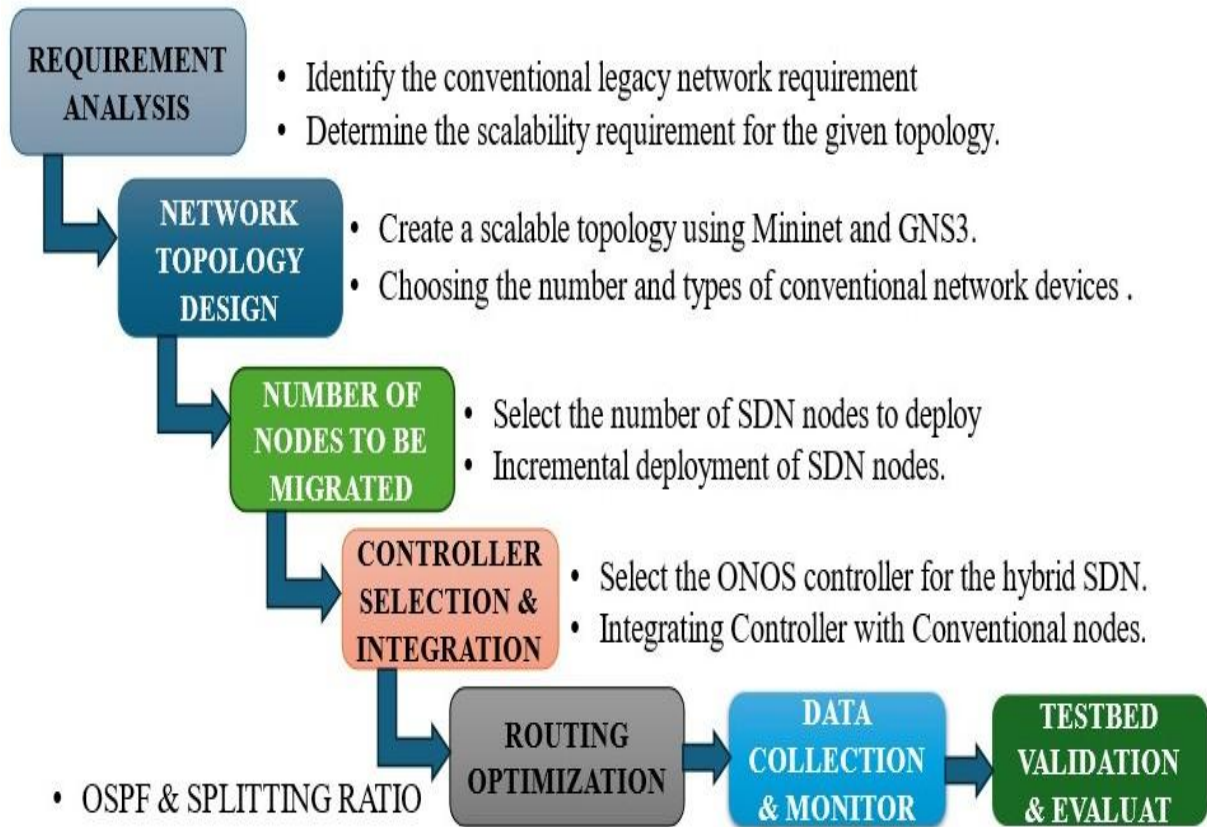 REQUIREMENT
ANALYSIS
• Identify the conventional legacy network requirement
• Determine the scalability requirement for the given topology.
NETWORK
TOPOLOGY
DESIGN
• Create a scalable topology using Mininet and GNS3.
• Choosing the number and types of conventional network devices .
NUMBER OF
NODES TO BE
MIGRATED
• Select the number of SDN nodes to deploy
• Incremental deployment of SDN nodes.
CONTROLLER
SELECTION &
INTEGRATION
• Select the ONOS controller for the hybrid SDN.
• Integrating Controller with Conventional nodes.
ROUTING
OPTIMIZATION
• OSPF & SPLITTING RATIO
DATA
COLLECTION
& MONITOR
TESTBED
VALIDATION
& EVALUAT